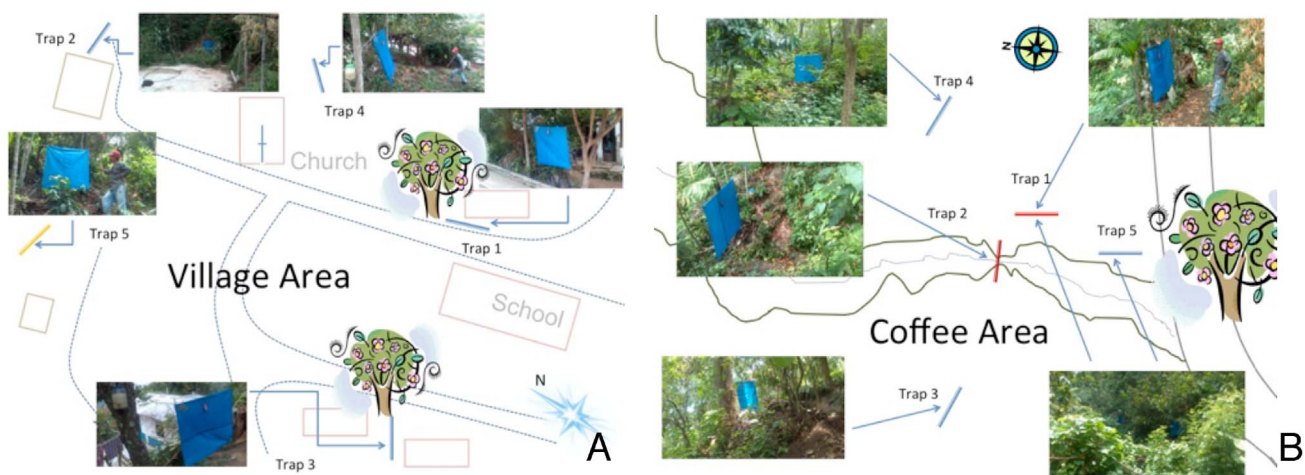 Trap 2
Trap 4
Church
Trap 5
Trap 1
Village Area
School
N
Trap 3
A
N
Trap 4
Trap 1
Trap 2
Trap 5
Coffee Area
Trap 3
B